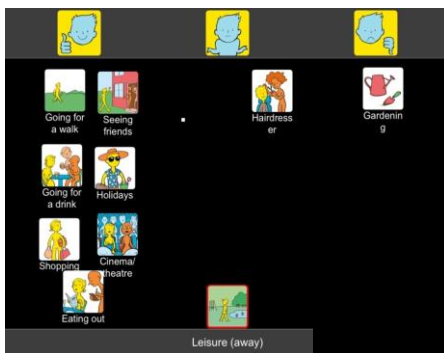 Going for
a walk
Seeing
friends
Hairdress
er
Gardenin
g
Going for
a drink
Holidays
Shopping
Cinema/
theatre
Eating out
Leisure (away)